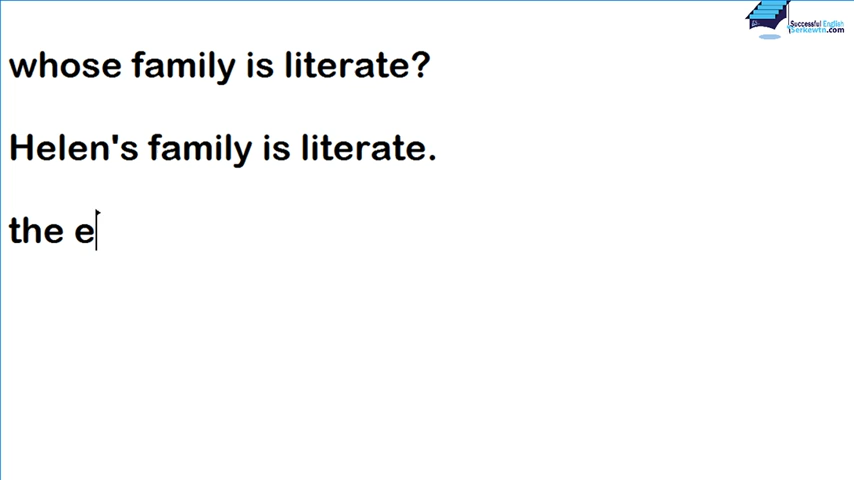 Successful English
Serkewtn.com
whose family is literate?
Helen's family is literate.
the e